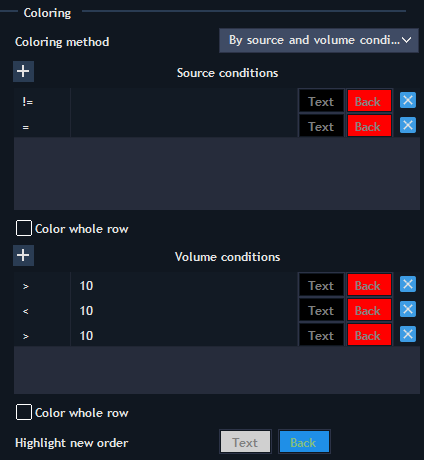 Coloring
Coloring method By source and volume condi...
+ Source conditions
!= Text Back
= Text Back
Color whole row
+ Volume conditions
> 10 Text Back
< 10 Text Back
> 10 Text Back
Color whole row
Highlight new order Text Back